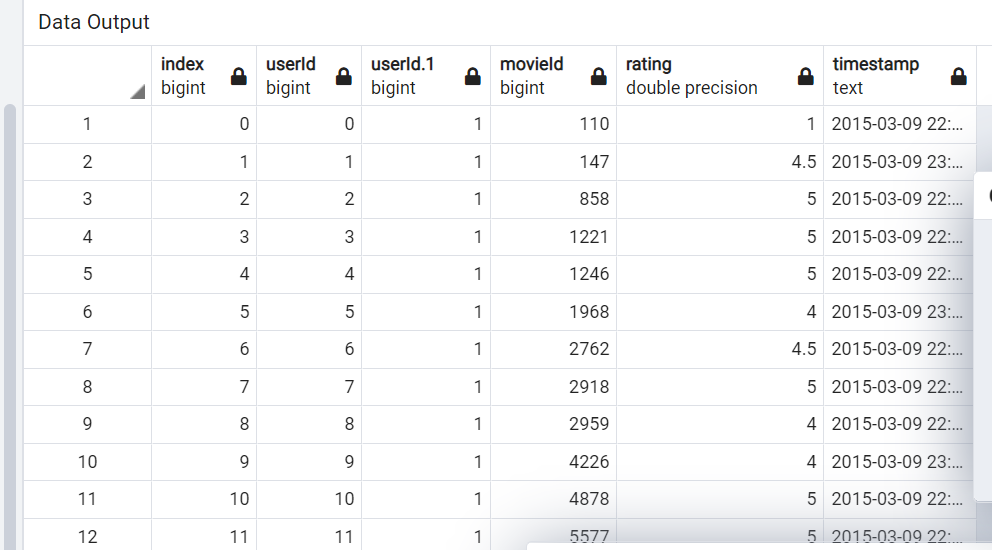 Data Output
index userId userId.1 movieId rating timestamp
bigint bigint bigint bigint double precision text
1 0 0 1 110 1 2015-03-09 22:...
2 1 1 1 147 4.5 2015-03-09 23:...
3 2 2 1 858 5 2015-03-09 22:...
4 3 3 1 1221 5 2015-03-09 22:...
5 4 4 1 1246 5 2015-03-09 22:...
6 5 5 1 1968 4 2015-03-09 23:...
7 6 6 1 2762 4.5 2015-03-09 22:...
8 7 7 1 2918 5 2015-03-09 22:...
9 8 8 1 2959 4 2015-03-09 22:...
10 9 9 1 4226 4 2015-03-09 23:...
11 10 10 1 4878 5 2015-03-09 22:...
12 11 11 1 5577 5 2015-03-09 22:...